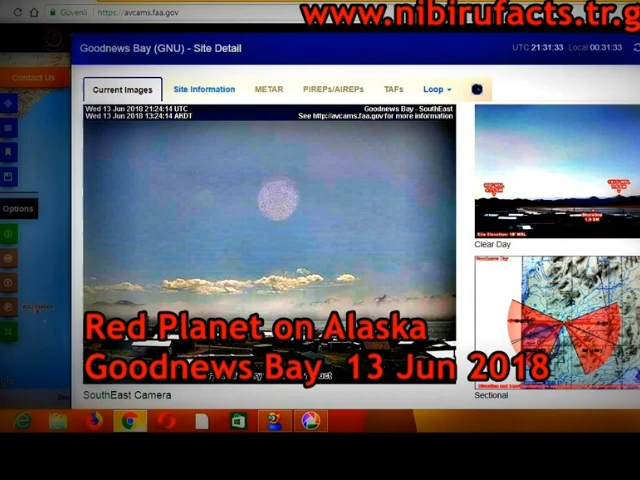 www.nibirufacts.tr.g
Güvenli https://avcams.faa.gov
Goodnews Bay (GNU) - Site Detail
UTC 21:31:33 Local 00:31:33
Contact Us
Current Images Site Information METAR PIREPs/AIREPs TAFs Loop
Wed 13 Jun 2018 21:24:14 UTC Goodnews Bay - SouthEast
Wed 13 Jun 2018 13:24:14 AKDT See http://avcams.faa.gov for more information
Options
Clear Day
Red Planet on Alaska
Goodnews Bay 13 Jun 2018
SouthEast Camera
Sectional